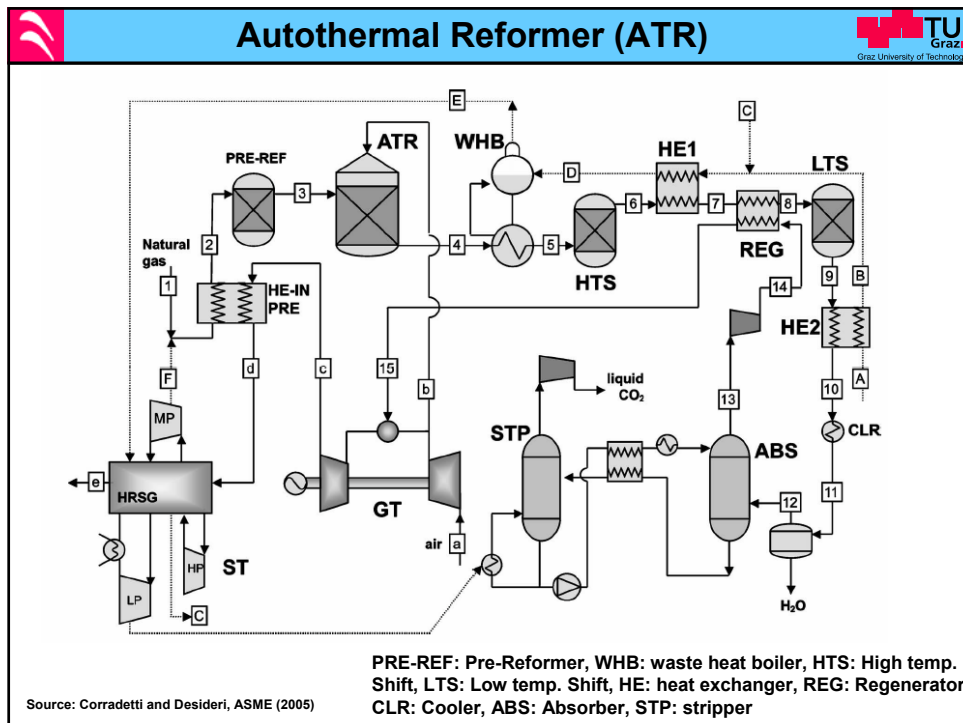 Autothermal Reformer (ATR)
TU
Graz
Graz University of Technolog
E
C
ATR
WHB
HE1
LTS
PRE-REF
D
3
6
7
8
2
4
5
REG
Natural
gas
HTS
9
B
1
HE-IN
PRE
14
HE2
F
d
c
15
b
liquid
CO2
13
10
A
MP
STP
CLR
ABS
e
HRSG
11
GT
12
air
a
HP
ST
LP
C
H2O
PRE-REF: Pre-Reformer, WHB: waste heat boiler, HTS: High temp.
Shift, LTS: Low temp. Shift, HE: heat exchanger, REG: Regenerator
CLR: Cooler, ABS: Absorber, STP: stripper
Source: Corradetti and Desideri, ASME (2005)